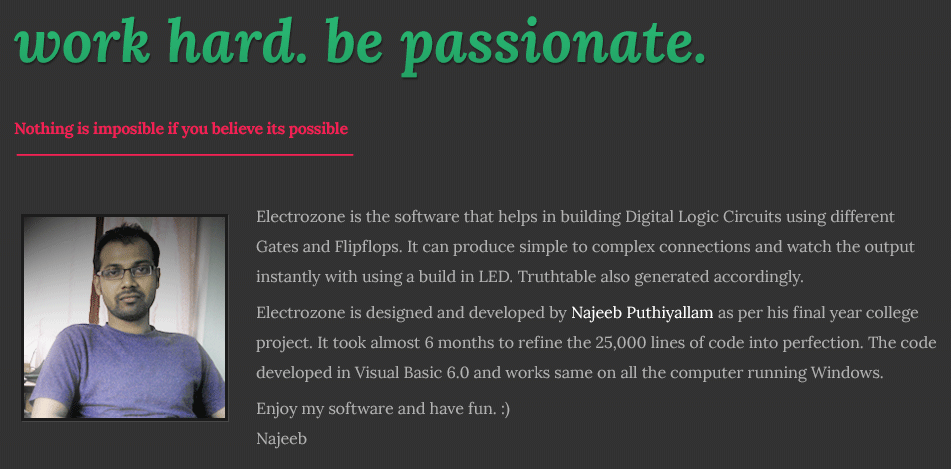 work hard. be passionate.
Nothing is imposible if you believe its possible
Electrozone is the software that helps in building Digital Logic Circuits using different
Gates and Flipflops. It can produce simple to complex connections and watch the output
instantly with using a build in LED. Truthtable also generated accordingly.
Electrozone is designed and developed by Najeeb Puthiyallam as per his final year college
project. It took almost 6 months to refine the 25,000 lines of code into perfection. The code
developed in Visual Basic 6.0 and works same on all the computer running Windows.
Enjoy my software and have fun. :)
Najeeb